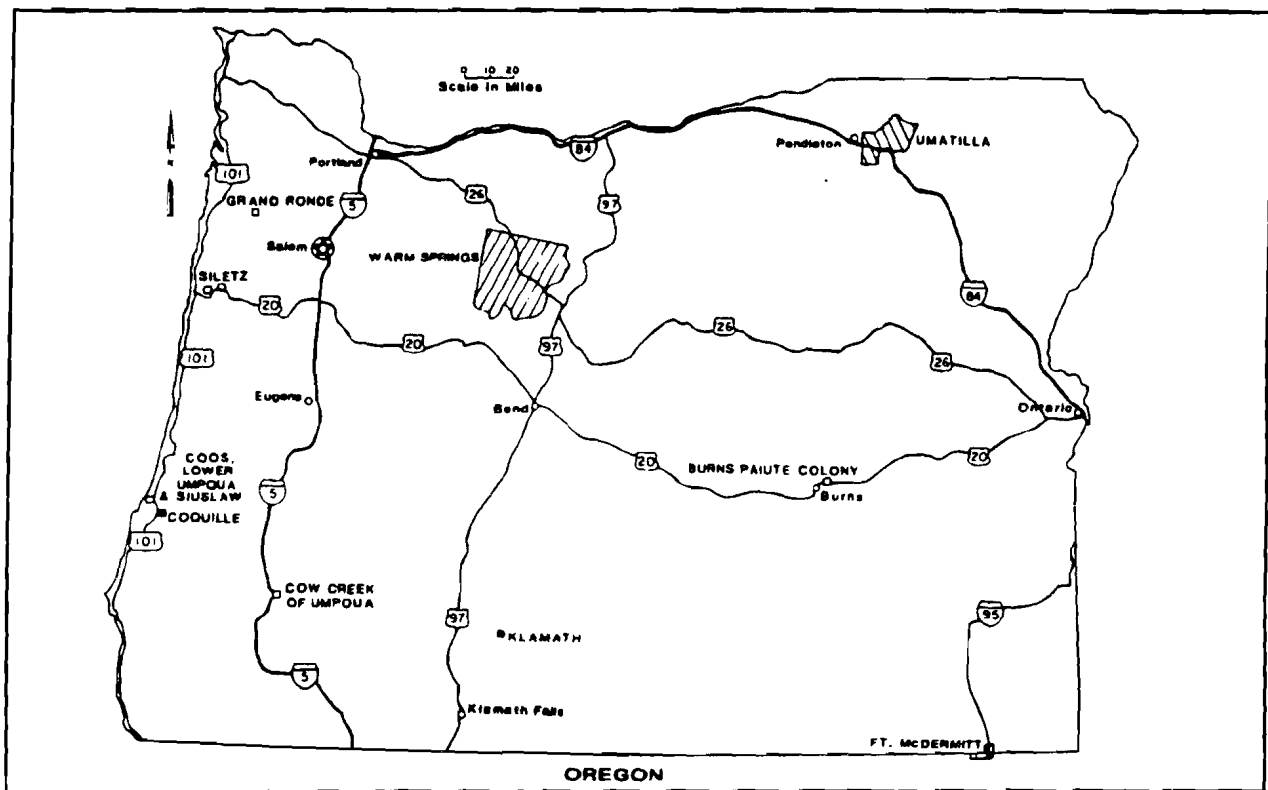 0 10 20
Scale in Miles
Portland
84
Pendleton
UMATILLA
101
26
97
5
GRAND RONDE
Salem
WARM SPRINGS
SILETZ
20
84
20
97
26
26
101
Eugene
Bend
Ontario
COOS,
LOWER
UMPQUA
& SIUSLAW
COQUILLE
5
20
BURNS PAIUTE COLONY
Burns
20
101
COW CREEK
OF UMPQUA
97
KLAMATH
95
5
Klamath Falls
FT. MCDERMITT
OREGON